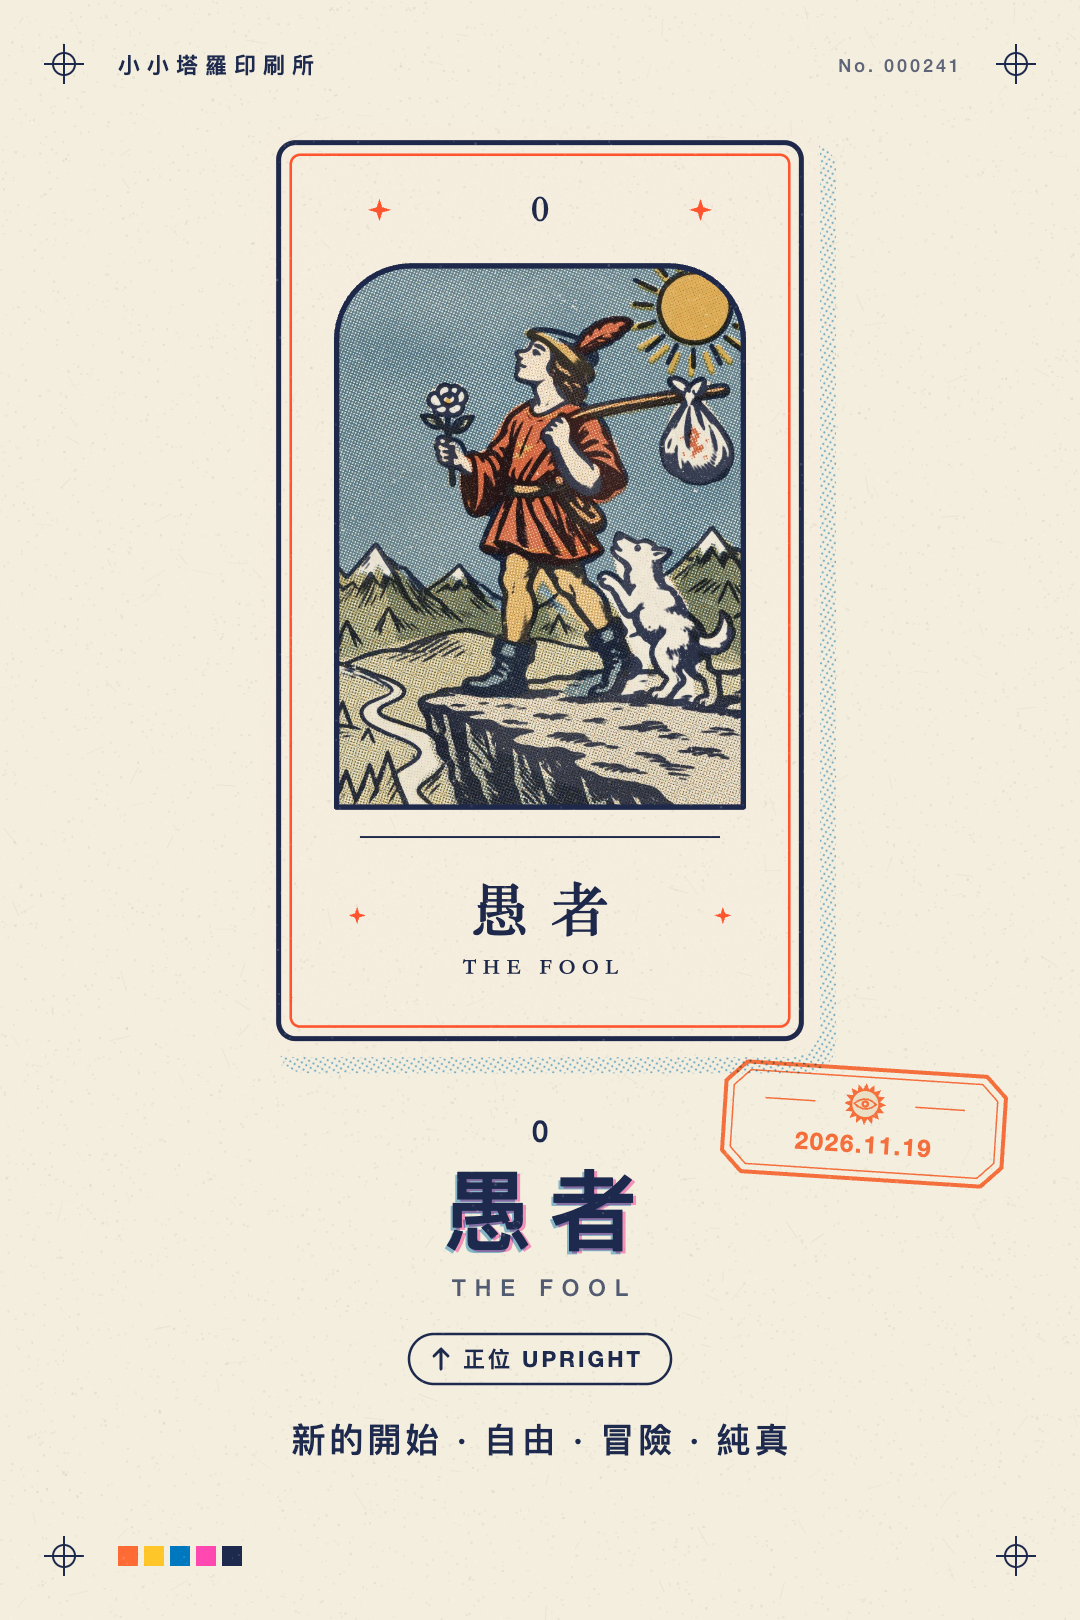 小小塔羅印刷所
No. 000241
0
愚者
THE FOOL
2026.11.19
0
愚者
THE FOOL
↑ 正位 UPRIGHT
新的開始 · 自由 · 冒險 · 純真